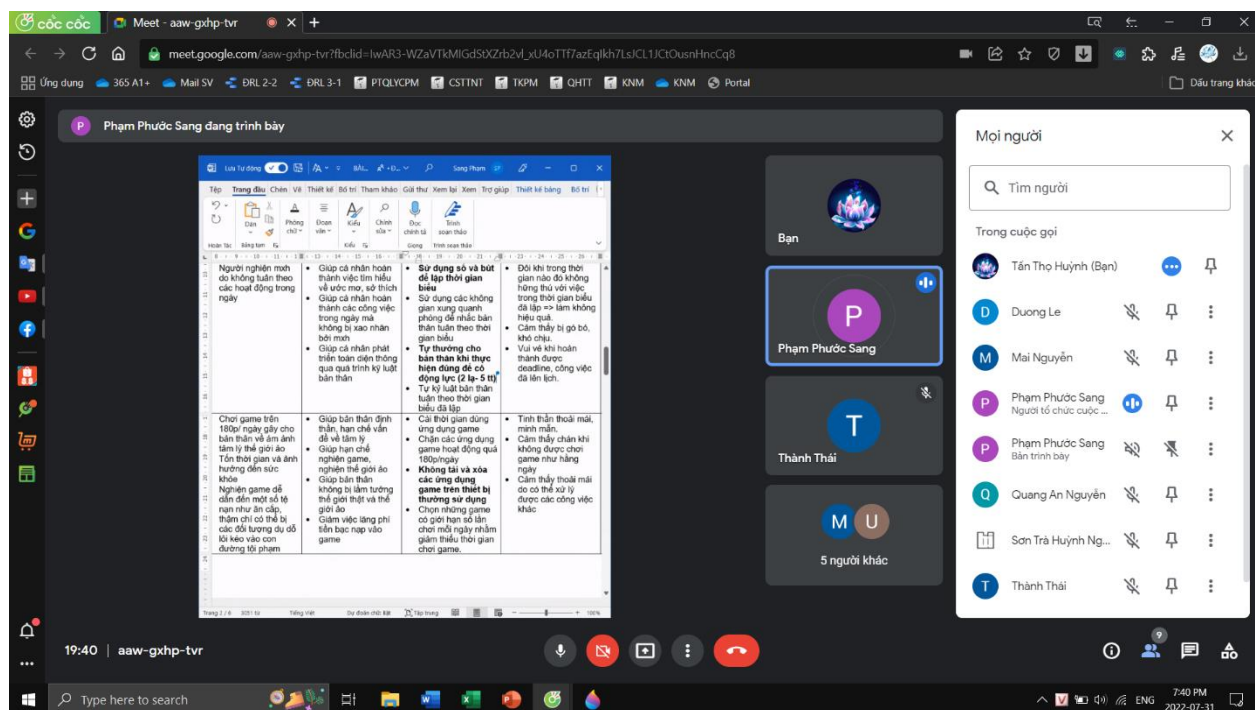 cốc cốc
Meet - aaw-gxhp-tvr
meet.google.com/aaw-gxhp-tvr?fbclid=IwAR3-WZaVTkMIGdStXZrb2vl_xU4oTTf7azEqIkh7LsJCL1JCtOusnHncCq8
Ứng dụng 365 A1+ Mail SV ĐRL 2-2 ĐRL 3-1 PTQLYCPM CSTTNT TKPM QHTT KNM KNM Portal Dấu trang khác
P Phạm Phước Sang đang trình bày
Lưu Tự động Song Pham SP
Tệp Trang đầu Chèn Vẽ Thiết kế Bố trí Tham khảo Gửi thư Xem lại Xem Trợ giúp Thiết kế bảng Bố trí
Dán Phông chữ Đoạn văn Kiểu Chỉnh sửa Đọc chính tả Trình soạn thảo
Hoàn Tác Bảng tạm Kiểu Giọng Trình soạn thảo
Người nghiện mxh
do không tuân theo
các hoạt động trong
ngày
Giúp cá nhân hoàn
thành việc tìm hiểu
về ước mơ, sở thích
Giúp cá nhân hoàn
thành các công việc
trong ngày mà
không bị xao nhãn
bởi mxh
Giúp cá nhân phát
triển toàn diện thông
qua quá trình kỷ luật
bản thân
Sử dụng sổ và bút
để lập thời gian
biểu
Sử dụng các không
gian xung quanh
phòng để nhắc bản
thân tuân theo thời
gian biểu
Tự thưởng cho
bản thân khi thực
hiện đúng để có
động lực (2 lạ- 5 tt)
Tự kỷ luật bản thân
tuân theo thời gian
biểu đã lập
Đôi khi trong thời
gian nào đó không
hững thú với việc
trong thời gian biểu
đã lập => làm không
hiệu quả.
Cảm thấy bị gò bó,
khó chịu.
Vui vẻ khi hoàn
thành được
deadline, công việc
đã lên lịch.
Chơi game trên
180p/ ngày gây cho
bản thân về ám ảnh
tâm lý thế giới ảo
Tốn thời gian và ảnh
hưởng đến sức
khỏe
Nghiện game dễ
dẫn đến một số tệ
nạn như ăn cắp,
thậm chí có thể bị
các đối tượng dụ dỗ
lôi kéo vào con
đường tội phạm
Giúp bản thân định
thần, hạn chế vấn
đề về tâm lý
Giúp hạn chế
nghiện game,
nghiện thế giới ảo
Giúp bản thân
không bị lầm tưởng
thế giới thật và thế
giới ảo
Giảm việc lãng phí
tiền bạc nạp vào
game
Cài thời gian dùng
ứng dụng game
Chặn các ứng dụng
game hoạt động quá
180p/ngày
Không tải và xóa
các ứng dụng
game trên thiết bị
thường sử dụng
Chọn những game
có giới hạn số lần
chơi mỗi ngày nhằm
giảm thiểu thời gian
chơi game.
Tinh thần thoải mái,
minh mẫn.
Cảm thấy chán khi
không được chơi
game như hằng
ngày
Cảm thấy thoải mái
do có thể xử lý
được các công việc
khác
Trang 2 / 6 Tiếng Việt Dự đoán chữ: Bật Tập trung 100%
Bạn
P
Phạm Phước Sang
T
Thành Thái
M U
5 người khác
Mọi người
Tìm người
Trong cuộc gọi
Tấn Thọ Huỳnh (Bạn)
D Duong Le
M Mai Nguyễn
P Phạm Phước Sang
Người tổ chức cuộc ...
P Phạm Phước Sang
Bản trình bày
Q Quang An Nguyễn
Sơn Trà Huỳnh Ng...
T Thành Thái
19:40 | aaw-gxhp-tvr
9
Type here to search
V ENG
7:40 PM
2022-07-31